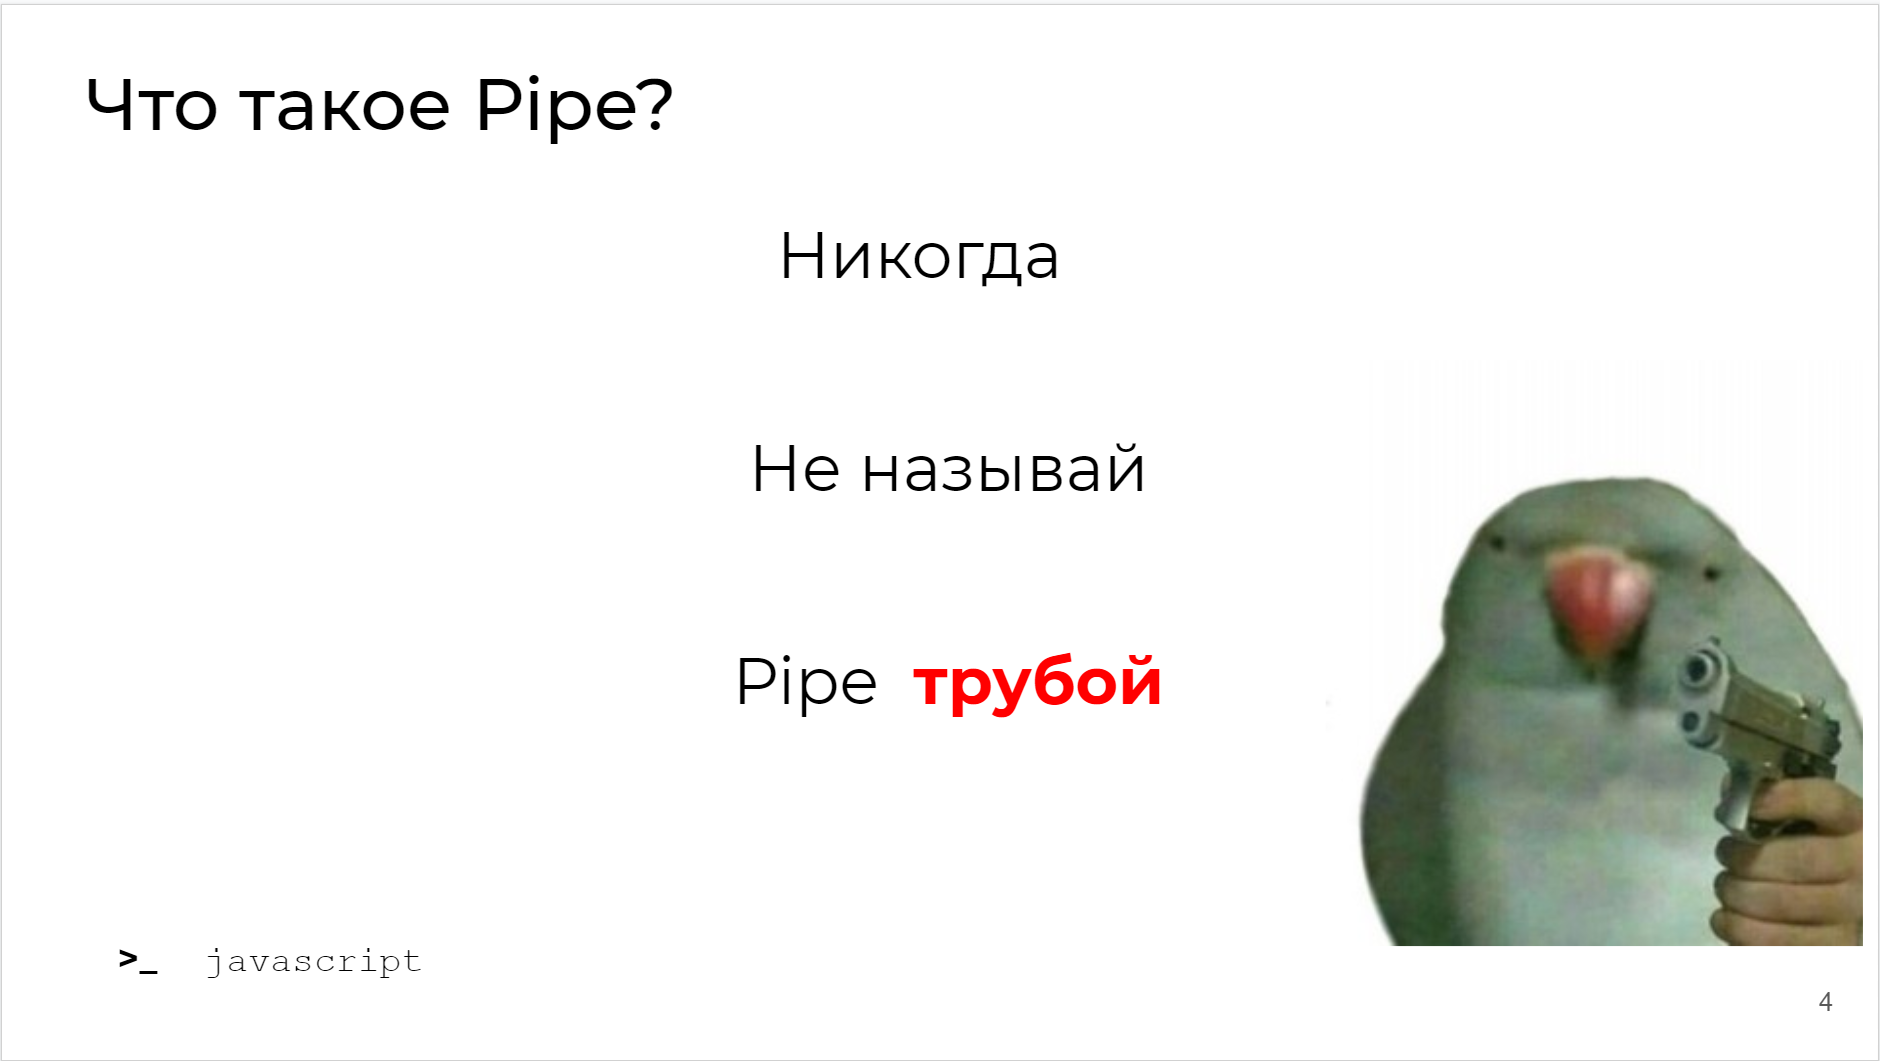 Что такое Pipe?
Никогда
Не называй
Pipe трубой
>_ javascript
4